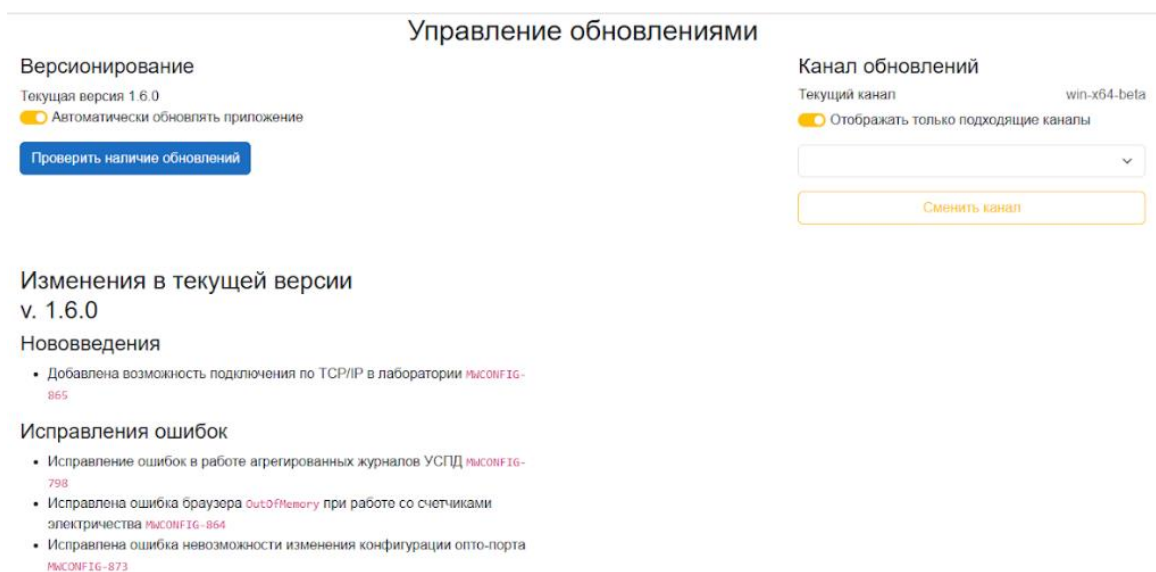 Управление обновлениями
Версионирование
Текущая версия 1.6.0
Автоматически обновлять приложение
Проверить наличие обновлений
Канал обновлений
Текущий канал win-x64-beta
Отображать только подходящие каналы
Сменить канал
Изменения в текущей версии
v. 1.6.0
Нововведения
• Добавлена возможность подключения по TCP/IP в лаборатории MWCONFIG-
865
Исправления ошибок
• Исправление ошибок в работе агрегированных журналов УСПД MWCONFIG-
798
• Исправлена ошибка браузера OutOfMemory при работе со счетчиками
электричества MWCONFIG-864
• Исправлена ошибка невозможности изменения конфигурации опто-порта
MWCONFIG-873